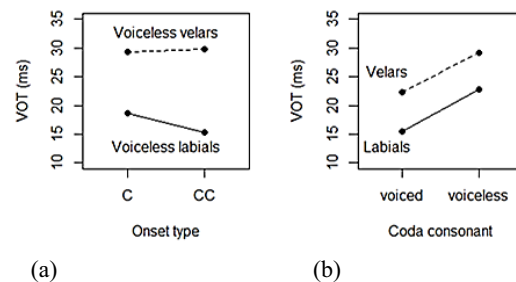 35
30
25
20
15
10
VOT (ms)
Voiceless velars
Voiceless labials
C
CC
Onset type
(a)
35
30
25
20
15
10
VOT (ms)
Velars
Labials
voiced
voiceless
Coda consonant
(b)